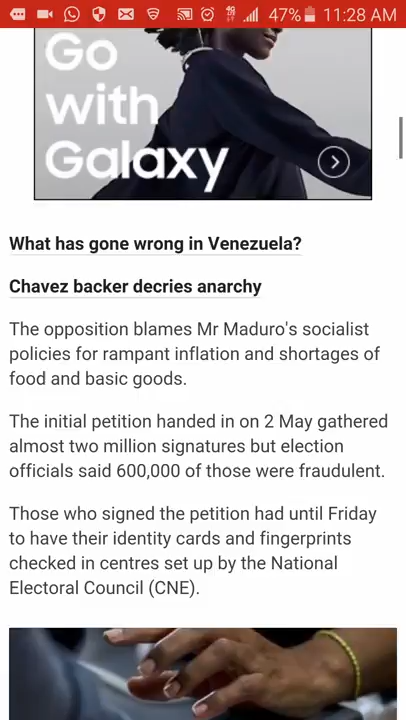 47% 11:28 AM
Go
with
Galaxy
What has gone wrong in Venezuela?
Chavez backer decries anarchy
The opposition blames Mr Maduro's socialist
policies for rampant inflation and shortages of
food and basic goods.
The initial petition handed in on 2 May gathered
almost two million signatures but election
officials said 600,000 of those were fraudulent.
Those who signed the petition had until Friday
to have their identity cards and fingerprints
checked in centres set up by the National
Electoral Council (CNE).